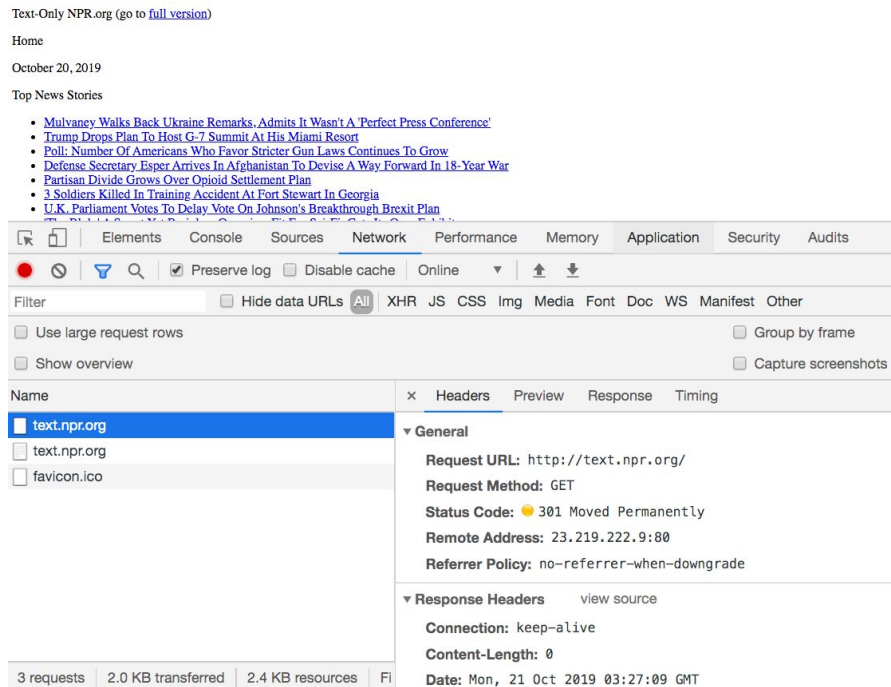 Text-Only NPR.org (go to full version)
Home
October 20, 2019
Top News Stories
Mulvaney Walks Back Ukraine Remarks, Admits It Wasn't A 'Perfect Press Conference'
Trump Drops Plan To Host G-7 Summit At His Miami Resort
Poll: Number Of Americans Who Favor Stricter Gun Laws Continues To Grow
Defense Secretary Esper Arrives In Afghanistan To Devise A Way Forward In 18-Year War
Partisan Divide Grows Over Opioid Settlement Plan
3 Soldiers Killed In Training Accident At Fort Stewart In Georgia
U.K. Parliament Votes To Delay Vote On Johnson's Breakthrough Brexit Plan
Elements Console Sources Network Performance Memory Application Security Audits
Preserve log Disable cache Online
Filter Hide data URLs All XHR JS CSS Img Media Font Doc WS Manifest Other
Use large request rows Group by frame
Show overview Capture screenshots
Name × Headers Preview Response Timing
text.npr.org
text.npr.org
favicon.ico
General
Request URL: http://text.npr.org/
Request Method: GET
Status Code: 301 Moved Permanently
Remote Address: 23.219.222.9:80
Referrer Policy: no-referrer-when-downgrade
Response Headers view source
Connection: keep-alive
Content-Length: 0
Date: Mon, 21 Oct 2019 03:27:09 GMT
3 requests 2.0 KB transferred 2.4 KB resources Fi